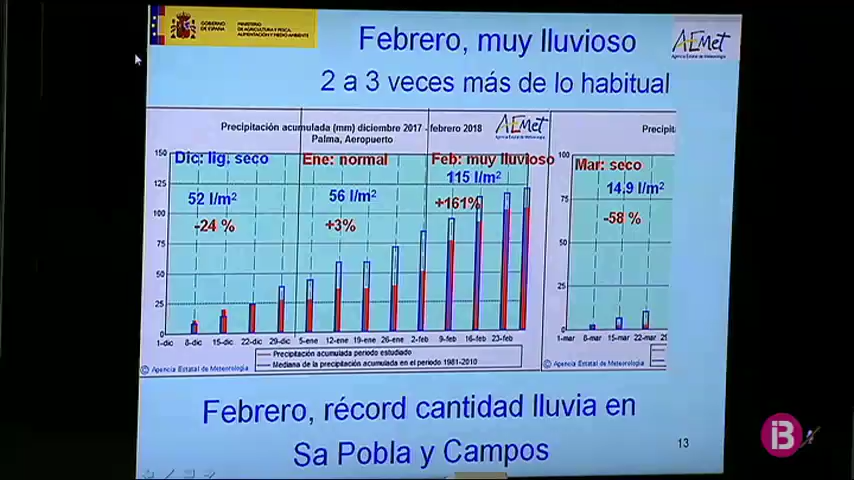 GOBIERNO
DE ESPAÑA
MINISTERIO
DE AGRICULTURA Y PESCA,
ALIMENTACIÓN Y MEDIO AMBIENTE
Febrero, muy lluvioso
AEMet
Agencia Estatal de Meteorología
2 a 3 veces más de lo habitual
Precipitación acumulada (mm) diciembre 2017 - febrero 2018
Palma, Aeropuerto
AEMet
Precipita
150
125
100
75
50
25
0
Dic: lig. seco
52 l/m²
-24 %
Ene: normal
56 l/m²
+3%
Feb: muy lluvioso
115 l/m²
+161%
1-dic 8-dic 15-dic 22-dic 29-dic 5-ene 12-ene 19-ene 26-ene 2-feb 9-feb 16-feb 23-feb
Precipitación acumulada periodo estudiado
Mediana de la precipitación acumulada en el periodo 1981-2010
© Agencia Estatal de Meteorología
100
75
50
25
0
Mar: seco
14,9 l/m²
-58 %
1-mar 8-mar 15-mar 22-mar 29
© Agencia Estatal de Meteorología
Febrero, récord cantidad lluvia en
Sa Pobla y Campos
13
IB